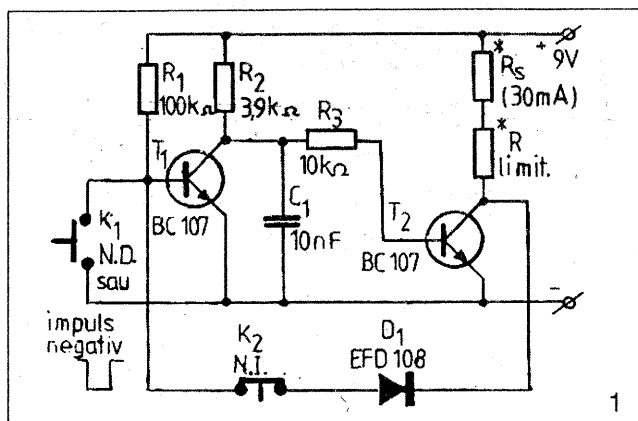 + 9V
R1
100kΩ
R2
3,9kΩ
R3
10kΩ
* Rs
(30mA)
* R
limit.
T1
BC 107
C1
10nF
T2
BC 107
K1
N.D.
sau
impuls
negativ
-
K2
N.I.
D1
EFD 108
1